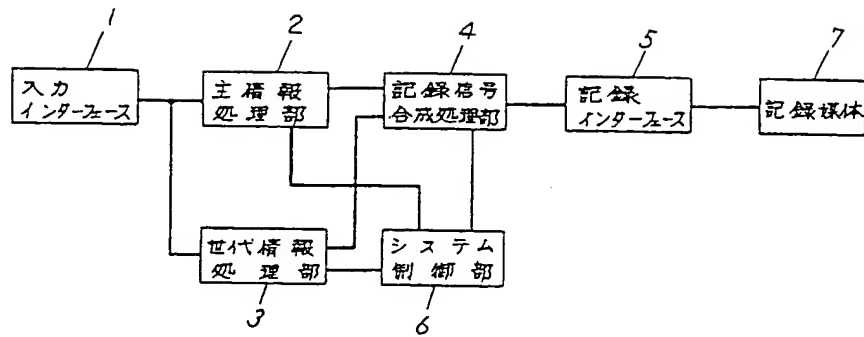 1
入力
インターフェース
2
主情報
処理部
4
記録信号
合成処理部
5
記録
インターフェース
7
記録媒体
世代情報
処理部
3
システム
制御部
6